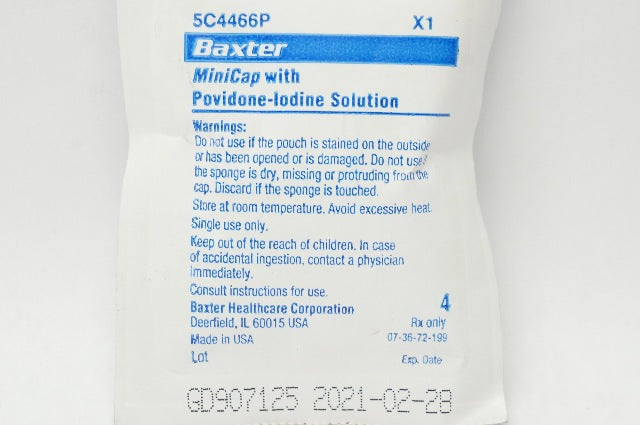 5C4466P X1
Baxter
MiniCap with
Povidone-Iodine Solution
Warnings:
Do not use if the pouch is stained on the outside
or has been opened or is damaged. Do not use if
the sponge is dry, missing or protruding from the
cap. Discard if the sponge is touched.
Store at room temperature. Avoid excessive heat.
Single use only.
Keep out of the reach of children. In case
of accidental ingestion, contact a physician
immediately.
Consult instructions for use.
Baxter Healthcare Corporation 4
Deerfield, IL 60015 USA Rx only
Made in USA 07-36-72-199
Lot Exp. Date
GD907125 2021-02-28